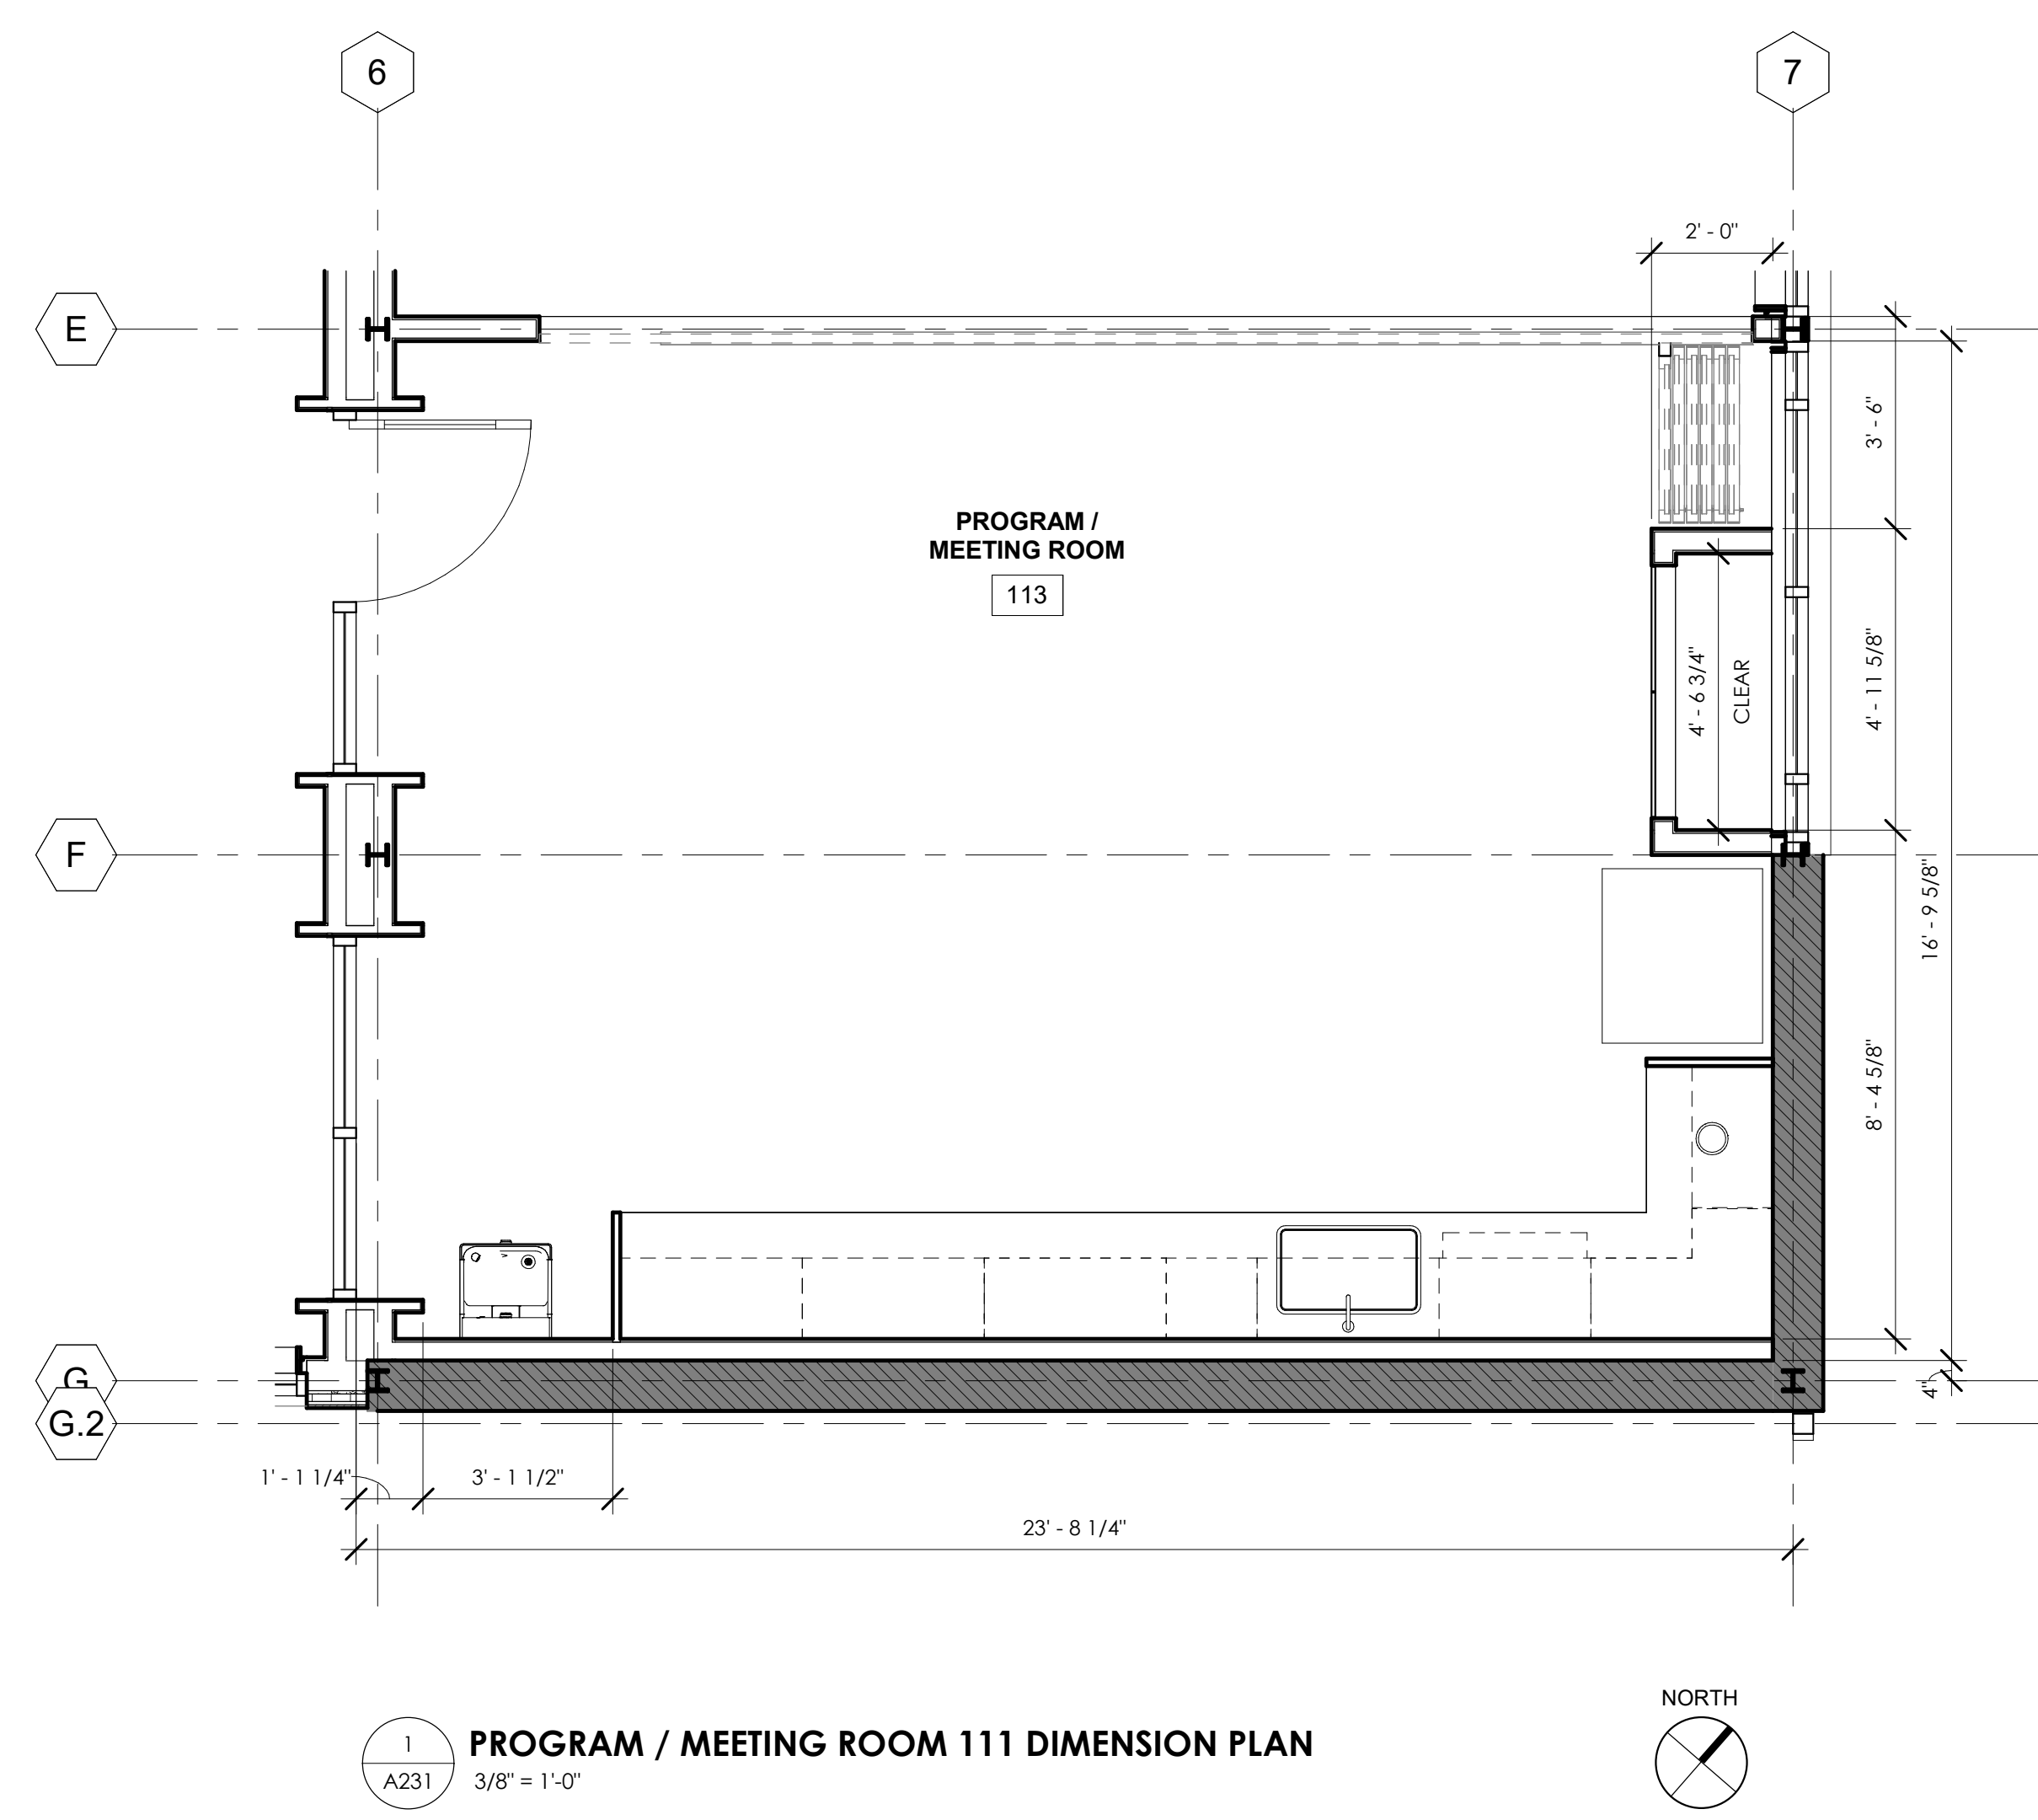 6
7
2' - 0"
E
3' - 6"
PROGRAM /
MEETING ROOM
113
4' - 6 3/4"
CLEAR
4' - 11 5/8"
F
16' - 9 5/8"
8' - 4 5/8"
G
4"
G.2
1' - 1 1/4"
3' - 1 1/2"
23' - 8 1/4"
NORTH
1
A231
PROGRAM / MEETING ROOM 111 DIMENSION PLAN
3/8" = 1'-0"